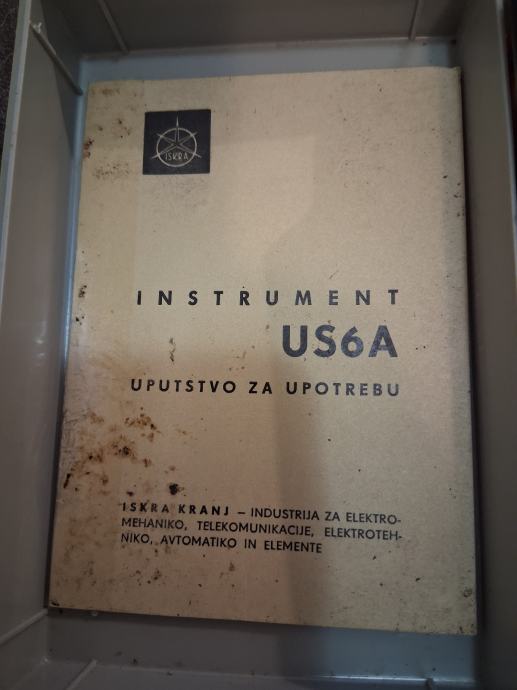 ISKRA
INSTRUMENT
US6A
UPUTSTVO ZA UPOTREBU
ISKRA KRANJ – INDUSTRIJA ZA ELEKTRO-
MEHANIKO, TELEKOMUNIKACIJE, ELEKTROTEH-
NIKO, AVTOMATIKO IN ELEMENTE